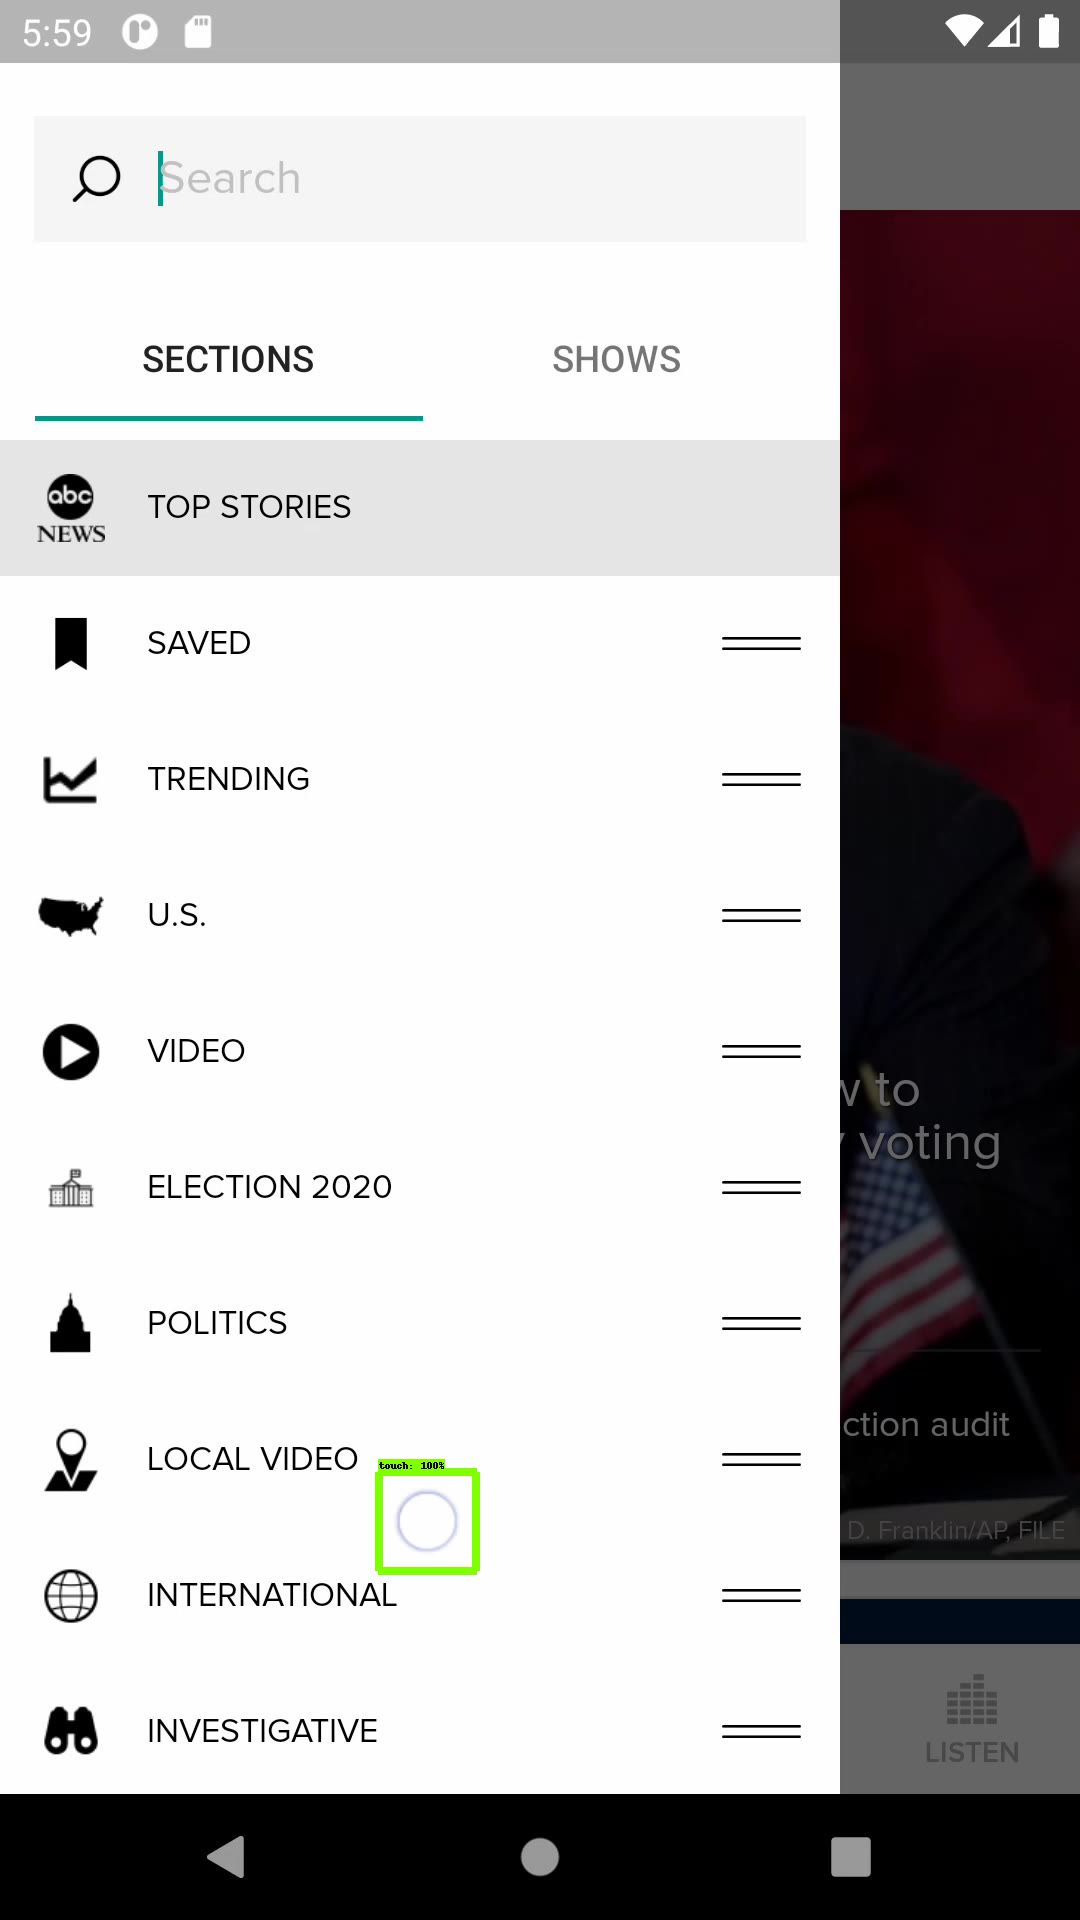 5:59
Search
SECTIONS
SHOWS
abc
NEWS
TOP STORIES
SAVED
TRENDING
U.S.
VIDEO
to
voting
ELECTION 2020
POLITICS
ction audit
LOCAL VIDEO
touch: 100%
D. Franklin/AP, FILE
INTERNATIONAL
INVESTIGATIVE
LISTEN